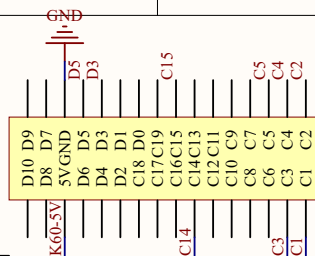 GND
D5 D3 C15 C5 C4 C2
D9 D7 GND D5 D3 D1 D0 C19 C15 C13 C11 C9 C7 C5 C4 C2
D10 D8 5V D6 D4 D2 C18 C17 C16 C14 C12 C10 C8 C6 C3 C1
K60-5V C14 C3 C1